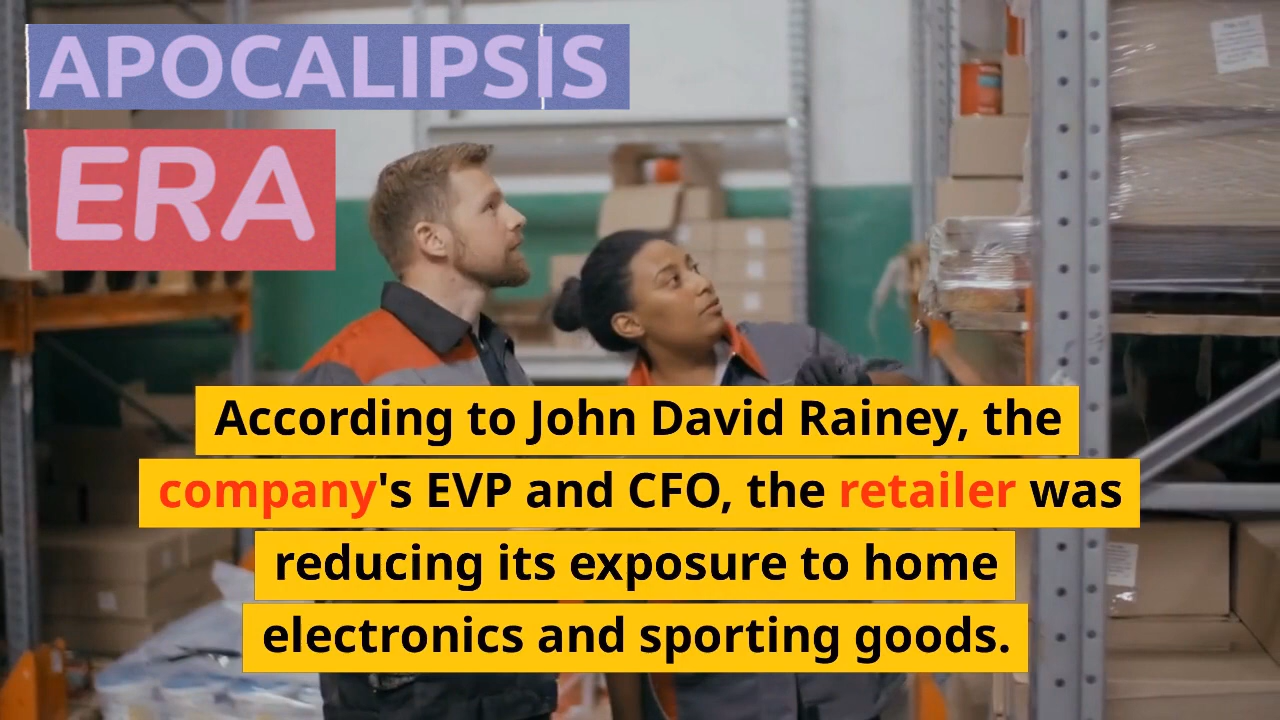 APOCALIPSIS
ERA
According to John David Rainey, the
company's EVP and CFO, the retailer was
reducing its exposure to home
electronics and sporting goods.